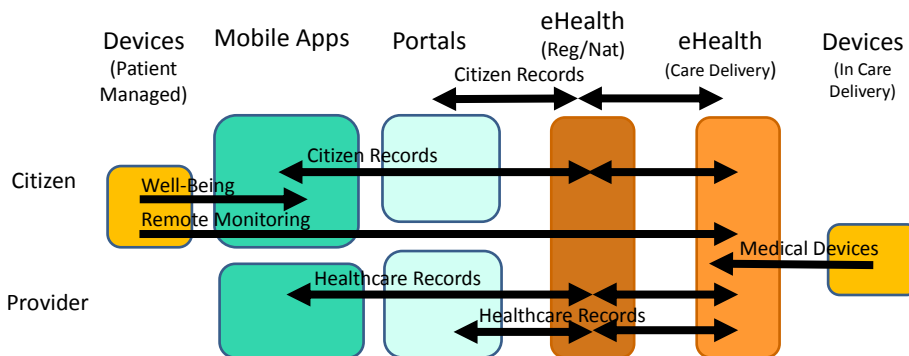 Devices
(Patient
Managed)
Mobile Apps
Portals
eHealth
(Reg/Nat)
eHealth
(Care Delivery)
Devices
(In Care
Delivery)
Citizen Records
Citizen
Citizen Records
Well-Being
Remote Monitoring
Medical Devices
Provider
Healthcare Records
Healthcare Records